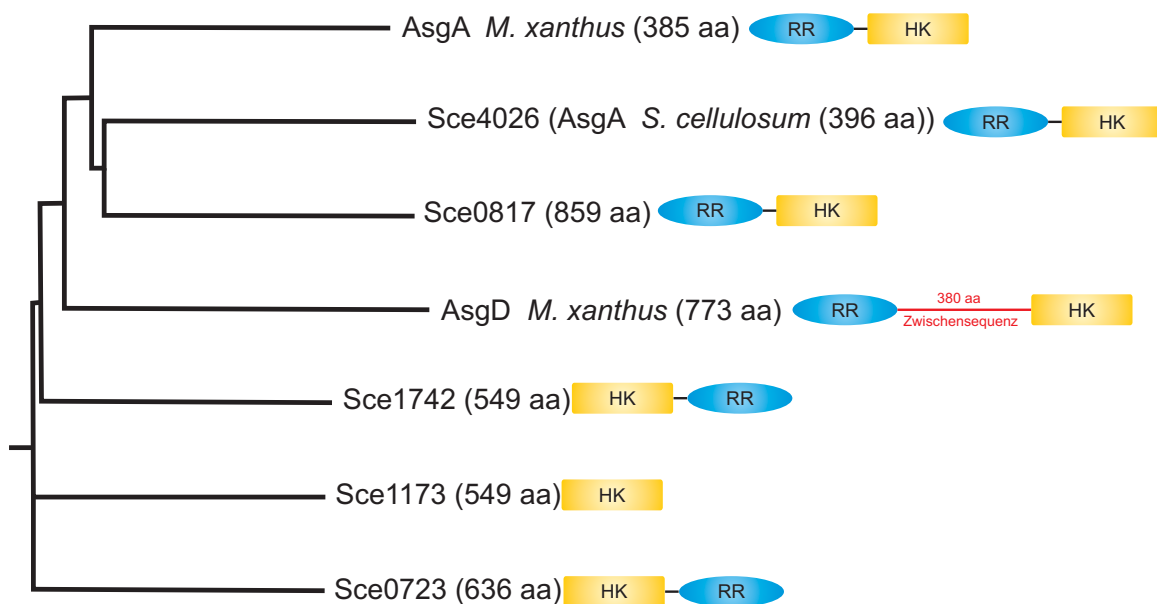 AsgA M. xanthus (385 aa) RR HK
Sce4026 (AsgA S. cellulosum (396 aa)) RR HK
Sce0817 (859 aa) RR HK
AsgD M. xanthus (773 aa) RR 380 aa HK
Zwischensequenz
Sce1742 (549 aa) HK RR
Sce1173 (549 aa) HK
Sce0723 (636 aa) HK RR